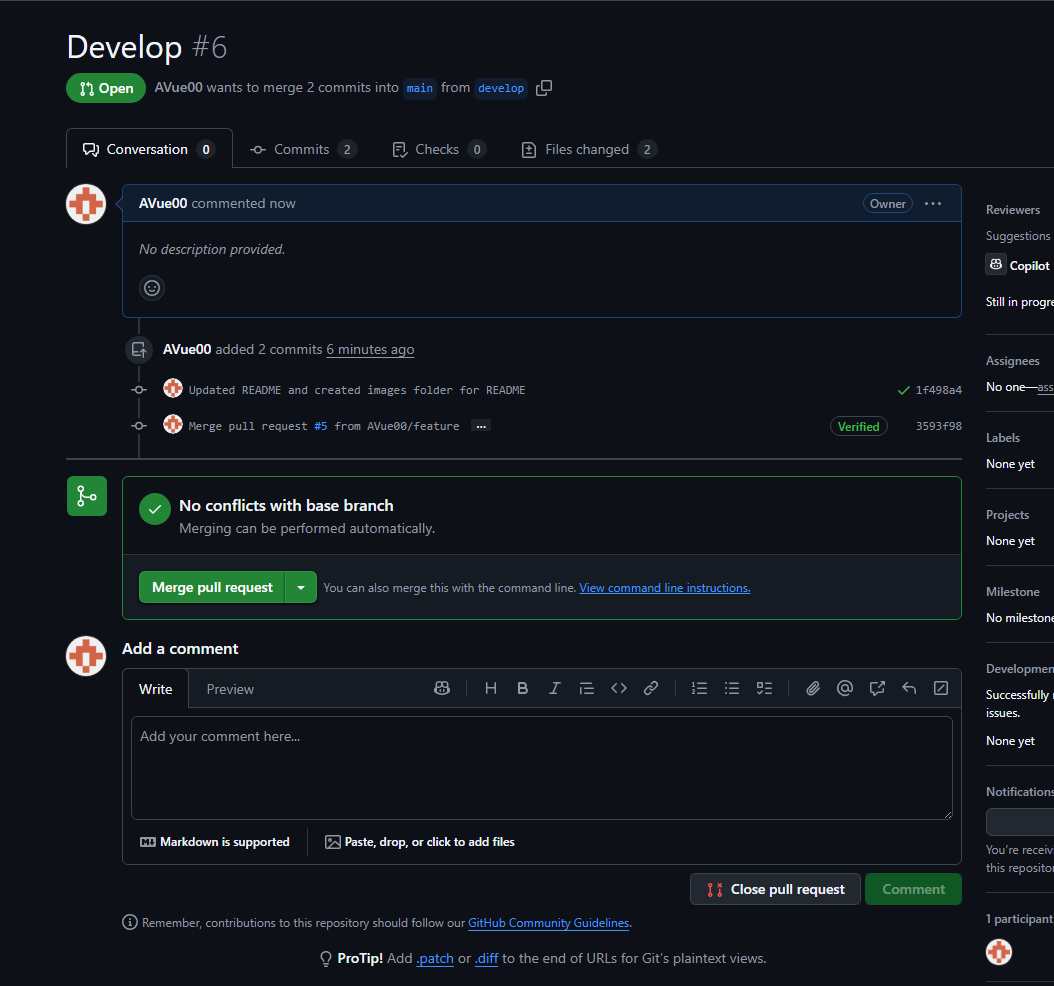 Develop #6
Open AVue00 wants to merge 2 commits into main from develop
Conversation 0 Commits 2 Checks 0 Files changed 2
AVue00 commented now Owner
No description provided.
AVue00 added 2 commits 6 minutes ago
Updated README and created images folder for README 1f498a4
Merge pull request #5 from AVue00/feature ... Verified 3593f98
No conflicts with base branch
Merging can be performed automatically.
Merge pull request You can also merge this with the command line. View command line instructions.
Add a comment
Write Preview
Add your comment here...
Markdown is supported Paste, drop, or click to add files
Close pull request Comment
Remember, contributions to this repository should follow our GitHub Community Guidelines.
ProTip! Add .patch or .diff to the end of URLs for Git's plaintext views.
Reviewers
Suggestions
Copilot
Still in progre
Assignees
No one—ass
Labels
None yet
Projects
None yet
Milestone
No milestone
Developmen
Successfully
issues.
None yet
Notifications
You're receiv
this repositor
1 participant